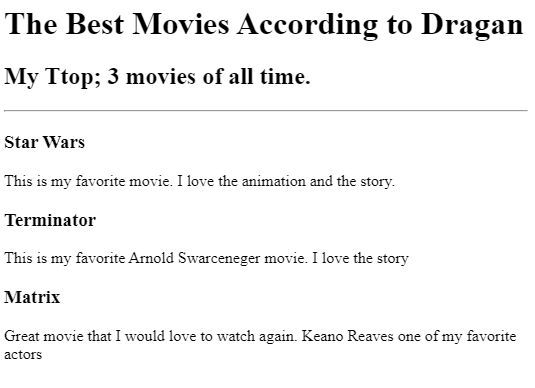 The Best Movies According to Dragan
My Ttop; 3 movies of all time.
Star Wars
This is my favorite movie. I love the animation and the story.
Terminator
This is my favorite Arnold Swarceneger movie. I love the story
Matrix
Great movie that I would love to watch again. Keano Reaves one of my favorite
actors